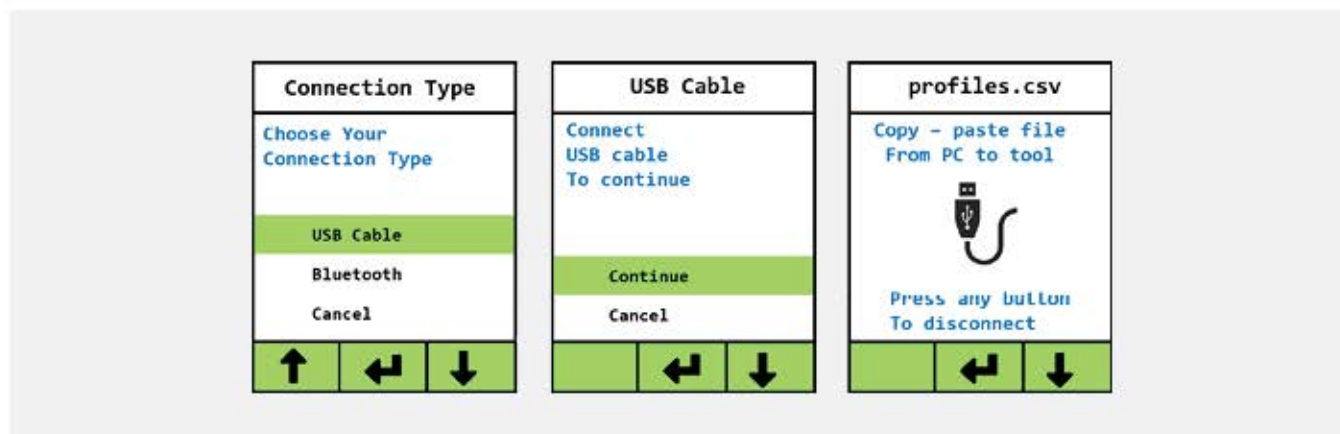 Connection Type
Choose Your
Connection Type
USB Cable
Bluetooth
Cancel
USB Cable
Connect
USB cable
To continue
Continue
Cancel
profiles.csv
Copy – paste file
From PC to tool
Press any button
To disconnect